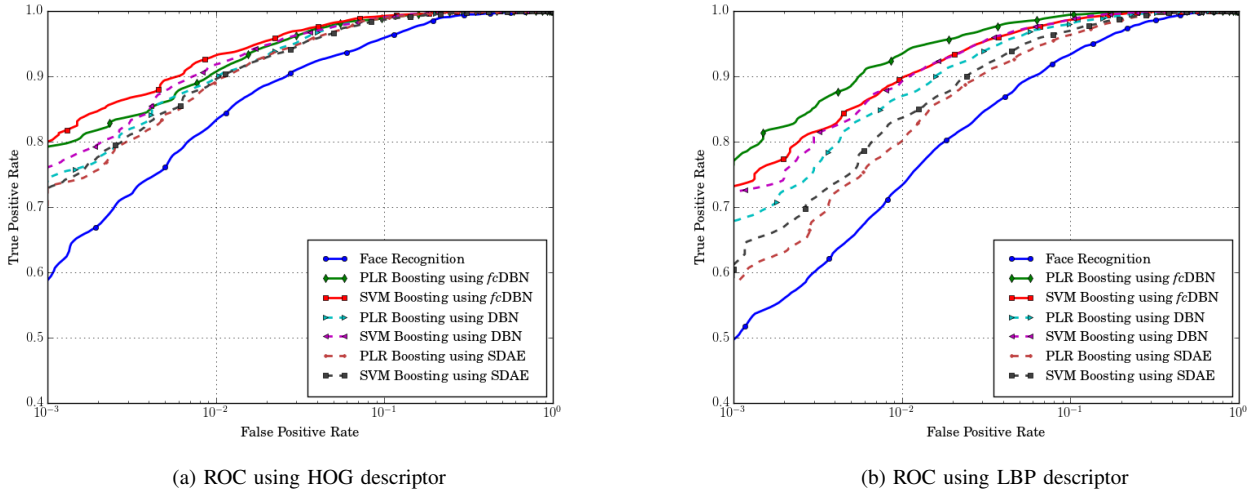 1.0
0.9
0.8
0.7
0.6
0.5
0.4
True Positive Rate
10⁻³
10⁻²
10⁻¹
10⁰
False Positive Rate
Face Recognition
PLR Boosting using fcDBN
SVM Boosting using fcDBN
PLR Boosting using DBN
SVM Boosting using DBN
PLR Boosting using SDAE
SVM Boosting using SDAE
(a) ROC using HOG descriptor
1.0
0.9
0.8
0.7
0.6
0.5
0.4
True Positive Rate
10⁻³
10⁻²
10⁻¹
10⁰
False Positive Rate
Face Recognition
PLR Boosting using fcDBN
SVM Boosting using fcDBN
PLR Boosting using DBN
SVM Boosting using DBN
PLR Boosting using SDAE
SVM Boosting using SDAE
(b) ROC using LBP descriptor